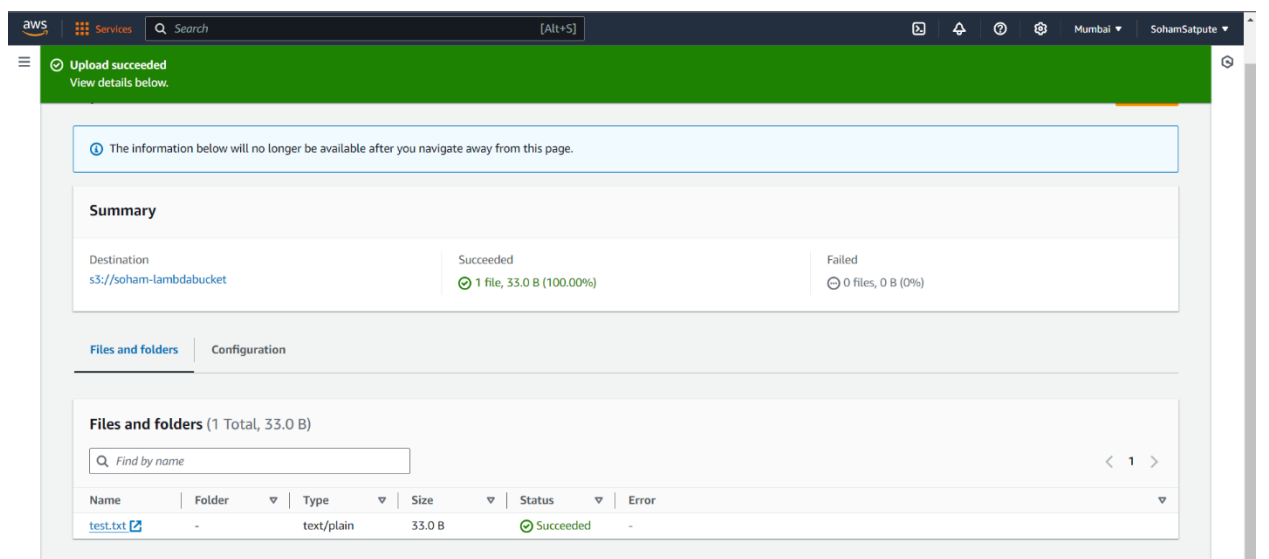 aws Services Search [Alt+S] Mumbai ▼ SohamSatpute ▼
Upload succeeded
View details below.
The information below will no longer be available after you navigate away from this page.
Summary
Destination Succeeded Failed
s3://soham-lambdabucket 1 file, 33.0 B (100.00%) 0 files, 0 B (0%)
Files and folders Configuration
Files and folders (1 Total, 33.0 B)
Find by name < 1 >
Name Folder Type Size Status Error
test.txt - text/plain 33.0 B Succeeded -